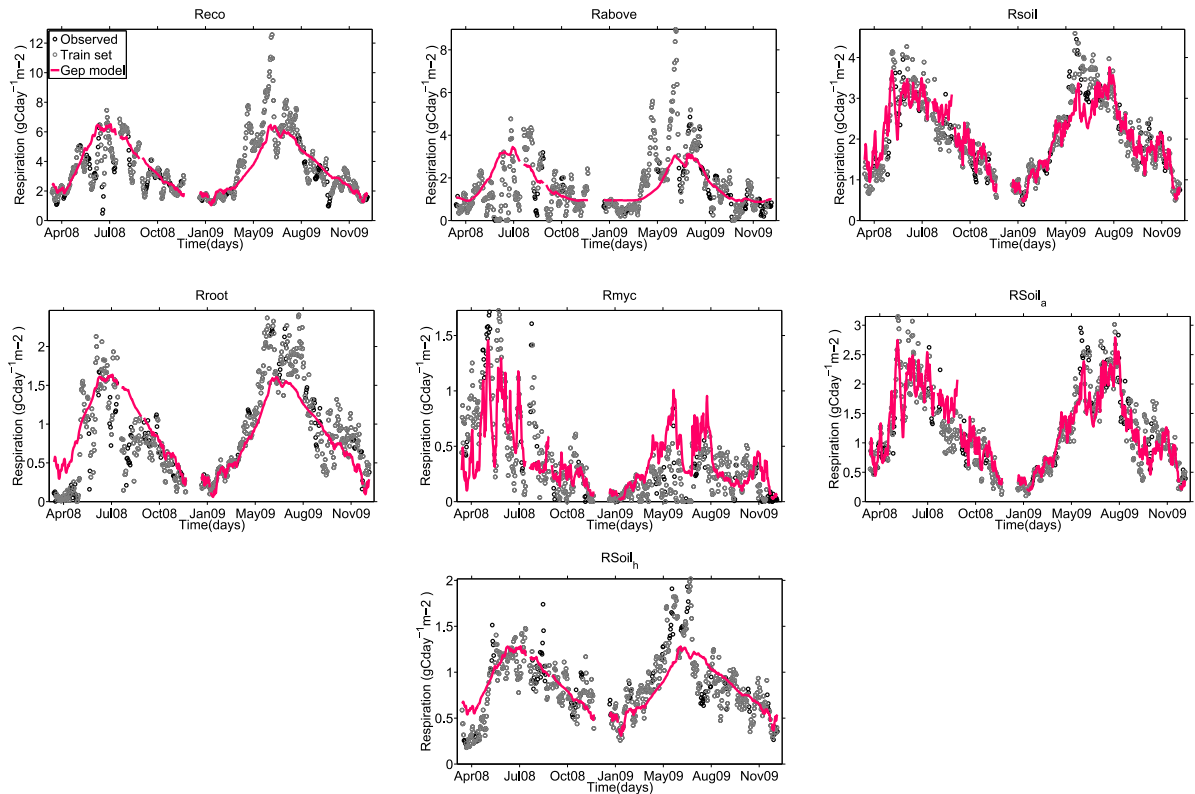 Reco
Respiration (gCday−1m−2 )
12
10
8
6
4
2
0
Observed
Train set
Gep model
Apr08 Jul08 Oct08 Jan09 May09 Aug09 Nov09
Time(days)
Rabove
Respiration (gCday−1m−2 )
8
6
4
2
0
Apr08 Jul08 Oct08 Jan09 May09 Aug09 Nov09
Time(days)
Rsoil
Respiration (gCday−1m−2 )
4
3
2
1
0
Apr08 Jul08 Oct08 Jan09 May09 Aug09 Nov09
Time(days)
Rroot
Respiration (gCday−1m−2 )
2
1.5
1
0.5
0
Apr08 Jul08 Oct08 Jan09 May09 Aug09 Nov09
Time(days)
Rmyc
Respiration (gCday−1m−2 )
1.5
1
0.5
0
Apr08 Jul08 Oct08 Jan09 May09 Aug09 Nov09
Time(days)
RSoila
Respiration (gCday−1m−2 )
3
2.5
2
1.5
1
0.5
0
Apr08 Jul08 Oct08 Jan09 May09 Aug09 Nov09
Time(days)
RSoilh
Respiration (gCday−1m−2 )
2
1.5
1
0.5
0
Apr08 Jul08 Oct08 Jan09 May09 Aug09 Nov09
Time(days)